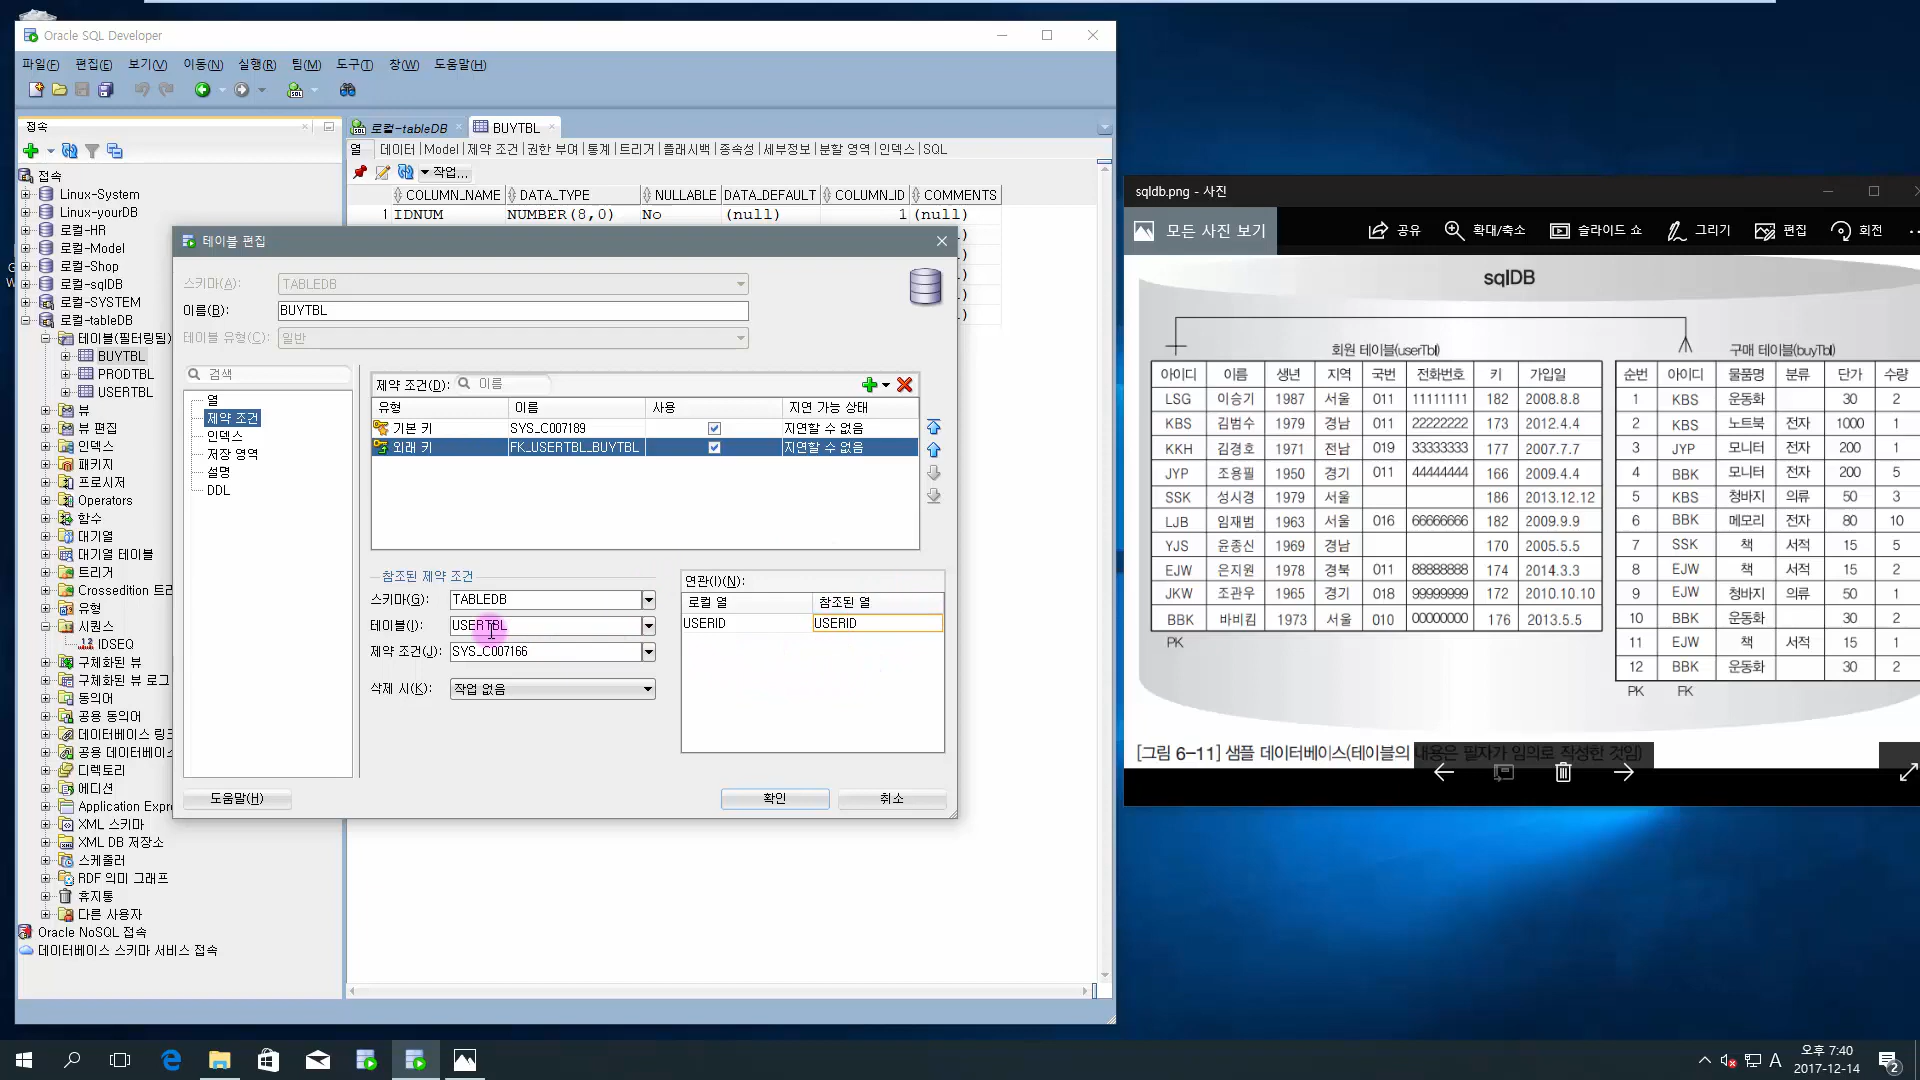 Oracle SQL Developer
파일(F) 편집(E) 보기(V) 이동(N) 실행(R) 팀(M) 도구(T) 창(W) 도움말(H)
접속
접속
Linux-System
Linux-yourDB
로컬-HR
로컬-Model
로컬-Shop
로컬-sqlDB
로컬-SYSTEM
로컬-tableDB
테이블(필터링됨)
BUYTBL
PRODTBL
USERTBL
뷰
뷰 편집
인덱스
패키지
프로시저
Operators
함수
대기열
대기열 테이블
트리거
Crossedition 트리
유형
시퀀스
IDSEQ
구체화된 뷰
구체화된 뷰 로그
동의어
공용 동의어
데이터베이스 링크
공용 데이터베이스
디렉토리
에디션
Application Expre
XML 스키마
XML DB 저장소
스케줄러
RDF 의미 그래프
휴지통
다른 사용자
Oracle NoSQL 접속
데이터베이스 스키마 서비스 접속
로컬-tableDB BUYTBL
열 데이터 Model 제약 조건 권한 부여 통계 트리거 플래시백 종속성 세부정보 분할 영역 인덱스 SQL
작업...
COLUMN_NAME DATA_TYPE NULLABLE DATA_DEFAULT COLUMN_ID COMMENTS
1 IDNUM NUMBER(8,0) No (null) 1 (null)
테이블 편집
스키마(A): TABLEDB
이름(B): BUYTBL
테이블 유형(C): 일반
검색
열
제약 조건
인덱스
저장 영역
설명
DDL
제약 조건(D): 이름
유형 이름 사용 지연 가능 상태
기본 키 SYS_C007189 지연할 수 없음
외래 키 FK_USERTBL_BUYTBL 지연할 수 없음
참조된 제약 조건
스키마(G): TABLEDB
테이블(I): USERTBL
제약 조건(J): SYS_C007166
삭제 시(K): 작업 없음
연관(I)(N):
로컬 열 참조된 열
USERID USERID
도움말(H) 확인 취소
sqldb.png - 사진
모든 사진 보기 공유 확대/축소 슬라이드 쇼 그리기 편집 회전 ...
sqlDB
회원 테이블(userTbl)
아이디 이름 생년 지역 국번 전화번호 키 가입일
LSG 이승기 1987 서울 011 11111111 182 2008.8.8
KBS 김범수 1979 경남 011 22222222 173 2012.4.4
KKH 김경호 1971 전남 019 33333333 177 2007.7.7
JYP 조용필 1950 경기 011 44444444 166 2009.4.4
SSK 성시경 1979 서울 186 2013.12.12
LJB 임재범 1963 서울 016 66666666 182 2009.9.9
YJS 윤종신 1969 경남 170 2005.5.5
EJW 은지원 1978 경북 011 88888888 174 2014.3.3
JKW 조관우 1965 경기 018 99999999 172 2010.10.10
BBK 바비킴 1973 서울 010 00000000 176 2013.5.5
PK
구매 테이블(buyTbl)
순번 아이디 물품명 분류 단가 수량
1 KBS 운동화 30 2
2 KBS 노트북 전자 1000 1
3 JYP 모니터 전자 200 1
4 BBK 모니터 전자 200 5
5 KBS 청바지 의류 50 3
6 BBK 메모리 전자 80 10
7 SSK 책 서적 15 5
8 EJW 책 서적 15 2
9 EJW 청바지 의류 50 1
10 BBK 운동화 30 2
11 EJW 책 서적 15 1
12 BBK 운동화 30 2
PK FK
[그림 6-11] 샘플 데이터베이스(테이블의 내용은 필자가 임의로 작성한 것임)
A 오후 7:40
2017-12-14
2